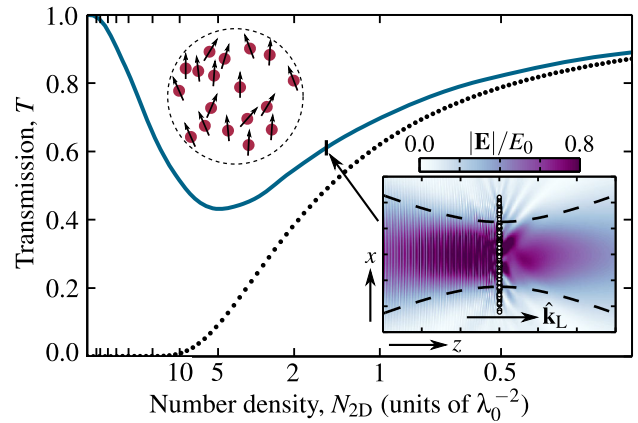 1.0
0.8
0.6
0.4
0.2
0.0
Transmission, T
0.0 |E|/E₀ 0.8
x
k̂_L
z
10 5 2 1 0.5
Number density, N₂D (units of λ₀⁻²)